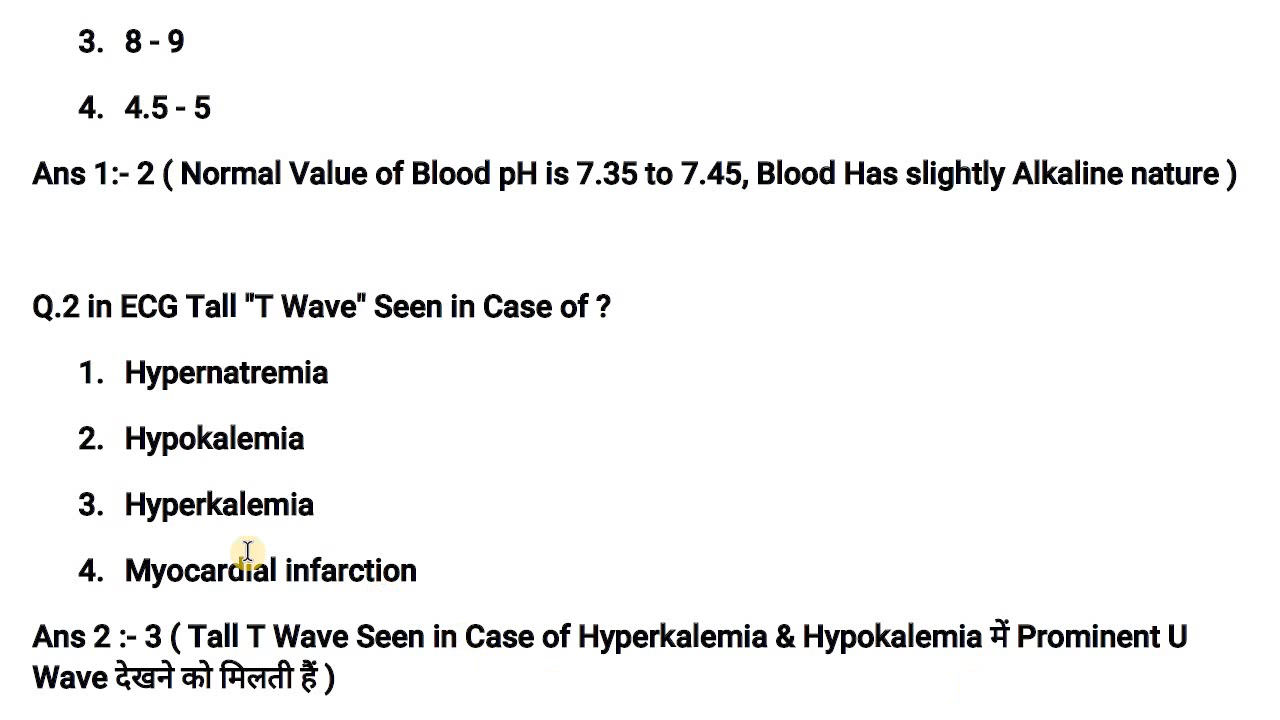 3. 8 - 9
4. 4.5 - 5
Ans 1:- 2 ( Normal Value of Blood pH is 7.35 to 7.45, Blood Has slightly Alkaline nature )
Q.2 in ECG Tall "T Wave" Seen in Case of ?
1. Hypernatremia
2. Hypokalemia
3. Hyperkalemia
4. Myocardial infarction
Ans 2 :- 3 ( Tall T Wave Seen in Case of Hyperkalemia & Hypokalemia में Prominent U
Wave देखने को मिलती हैं )